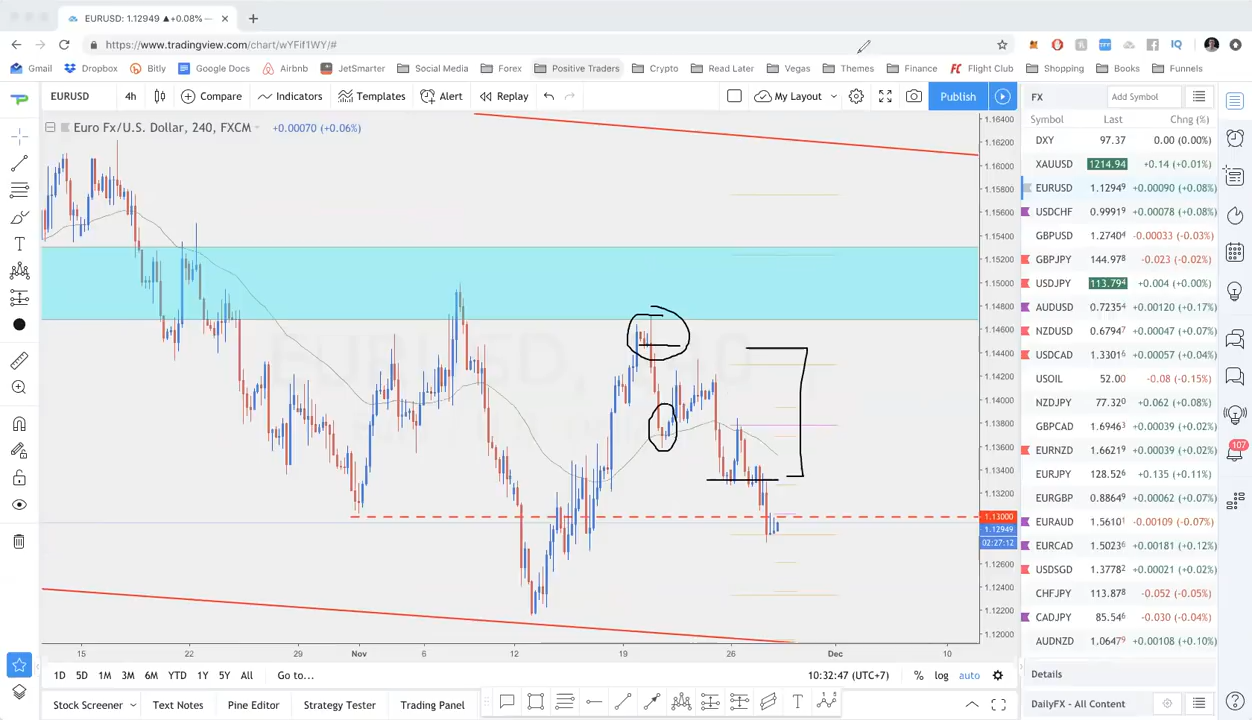 EURUSD: 1.12949 ▲+0.08% —
https://www.tradingview.com/chart/wYFif1WY/#
Gmail Dropbox Bitly Google Docs Airbnb JetSmarter Social Media Forex Positive Traders Crypto Read Later Vegas Themes Finance Flight Club Shopping Books Funnels
EURUSD 4h Compare Indicators Templates Alert Replay My Layout Publish
Euro Fx/U.S. Dollar, 240, FXCM +0.00070 (+0.06%)
1.16400
1.16200
1.16000
1.15800
1.15600
1.15400
1.15200
1.15000
1.14800
1.14600
1.14400
1.14200
1.14000
1.13800
1.13600
1.13400
1.13200
1.13000
1.12949
02:27:12
1.12600
1.12400
1.12200
1.12000
15 22 29 Nov 6 12 19 26 Dec 10
1D 5D 1M 3M 6M YTD 1Y 5Y All Go to... 10:32:47 (UTC+7) % log auto
Stock Screener Text Notes Pine Editor Strategy Tester Trading Panel
FX Add Symbol
Symbol Last Chng (%)
DXY 97.37 0.00 (0.00%)
XAUUSD 1214.94 +0.14 (+0.01%)
EURUSD 1.12949 +0.00090 (+0.08%)
USDCHF 0.99919 +0.00078 (+0.08%)
GBPUSD 1.27404 -0.00033 (-0.03%)
GBPJPY 144.978 -0.023 (-0.02%)
USDJPY 113.794 +0.004 (+0.00%)
AUDUSD 0.72354 +0.00120 (+0.17%)
NZDUSD 0.67947 +0.00047 (+0.07%)
USDCAD 1.33016 +0.00057 (+0.04%)
USOIL 52.00 -0.08 (-0.15%)
NZDJPY 77.320 +0.062 (+0.08%)
GBPCAD 1.69463 +0.00039 (+0.02%)
EURNZD 1.66219 +0.00039 (+0.02%)
EURJPY 128.526 +0.135 (+0.11%)
EURGBP 0.88649 +0.00062 (+0.07%)
EURAUD 1.56101 -0.00109 (-0.07%)
EURCAD 1.50236 +0.00181 (+0.12%)
USDSGD 1.37782 +0.00021 (+0.02%)
CHFJPY 113.878 -0.052 (-0.05%)
CADJPY 85.546 -0.030 (-0.04%)
AUDNZD 1.06479 +0.00108 (+0.10%)
107
Details
DailyFX - All Content